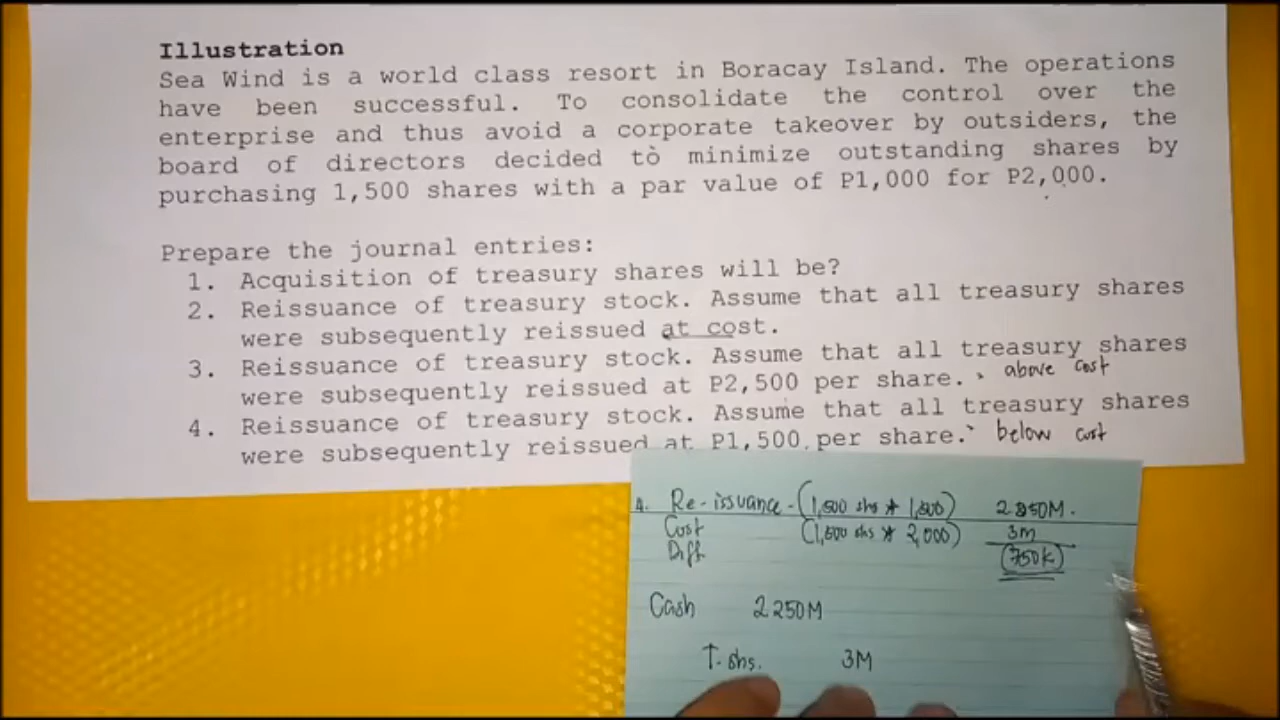 Illustration
Sea Wind is a world class resort in Boracay Island. The operations
have been successful. To consolidate the control over the
enterprise and thus avoid a corporate takeover by outsiders, the
board of directors decided tò minimize outstanding shares by
purchasing 1,500 shares with a par value of P1,000 for P2,000.
Prepare the journal entries:
1. Acquisition of treasury shares will be?
2. Reissuance of treasury stock. Assume that all treasury shares
were subsequently reissued at cost.
3. Reissuance of treasury stock. Assume that all treasury shares
were subsequently reissued at P2,500 per share. above cost
4. Reissuance of treasury stock. Assume that all treasury shares
were subsequently reissued at P1,500 per share. below cost
4. Re-issuance - (1,500 shs * 1,500) 2250M.
Cost (1,500 shs * 2,000) 3m
Diff (750K)
Cash 2250M
T. shs. 3M